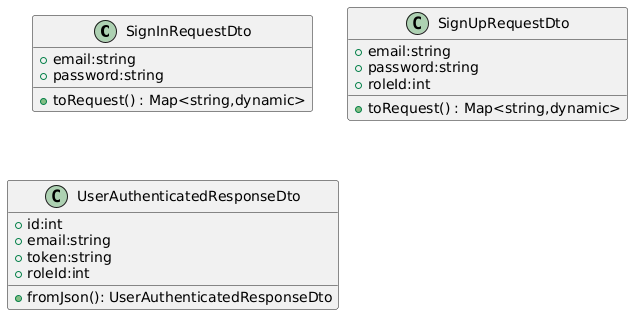 C SignInRequestDto
email:string
password:string
toRequest() : Map<string,dynamic>
C SignUpRequestDto
email:string
password:string
roleId:int
toRequest() : Map<string,dynamic>
C UserAuthenticatedResponseDto
id:int
email:string
token:string
roleId:int
fromJson(): UserAuthenticatedResponseDto